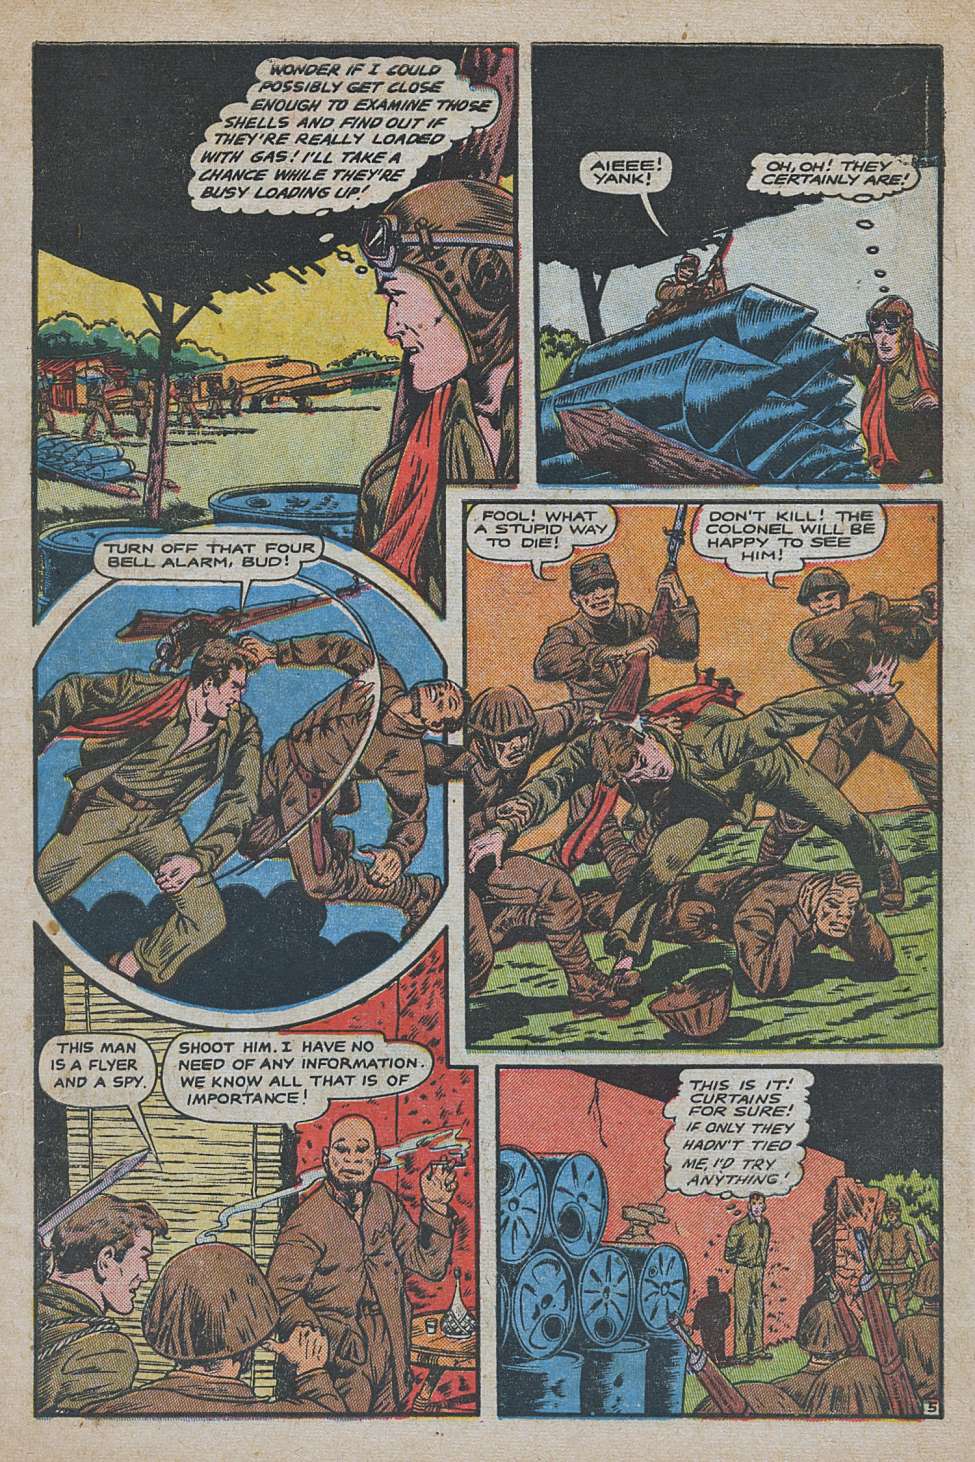 WONDER IF I COULD
POSSIBLY GET CLOSE
ENOUGH TO EXAMINE THOSE
SHELLS AND FIND OUT IF
THEY'RE REALLY LOADED
WITH GAS! I'LL TAKE A
CHANCE WHILE THEY'RE
BUSY LOADING UP!
AIEEE!
YANK!
OH, OH! THEY
CERTAINLY ARE!
TURN OFF THAT FOUR
BELL ALARM, BUD!
FOOL! WHAT
A STUPID WAY
TO DIE!
DON'T KILL! THE
COLONEL WILL BE
HAPPY TO SEE
HIM!
THIS MAN
IS A FLYER
AND A SPY.
SHOOT HIM. I HAVE NO
NEED OF ANY INFORMATION.
WE KNOW ALL THAT IS OF
IMPORTANCE!
THIS IS IT!
CURTAINS
FOR SURE!
IF ONLY THEY
HADN'T TIED
ME, I'D TRY
ANYTHING!
5